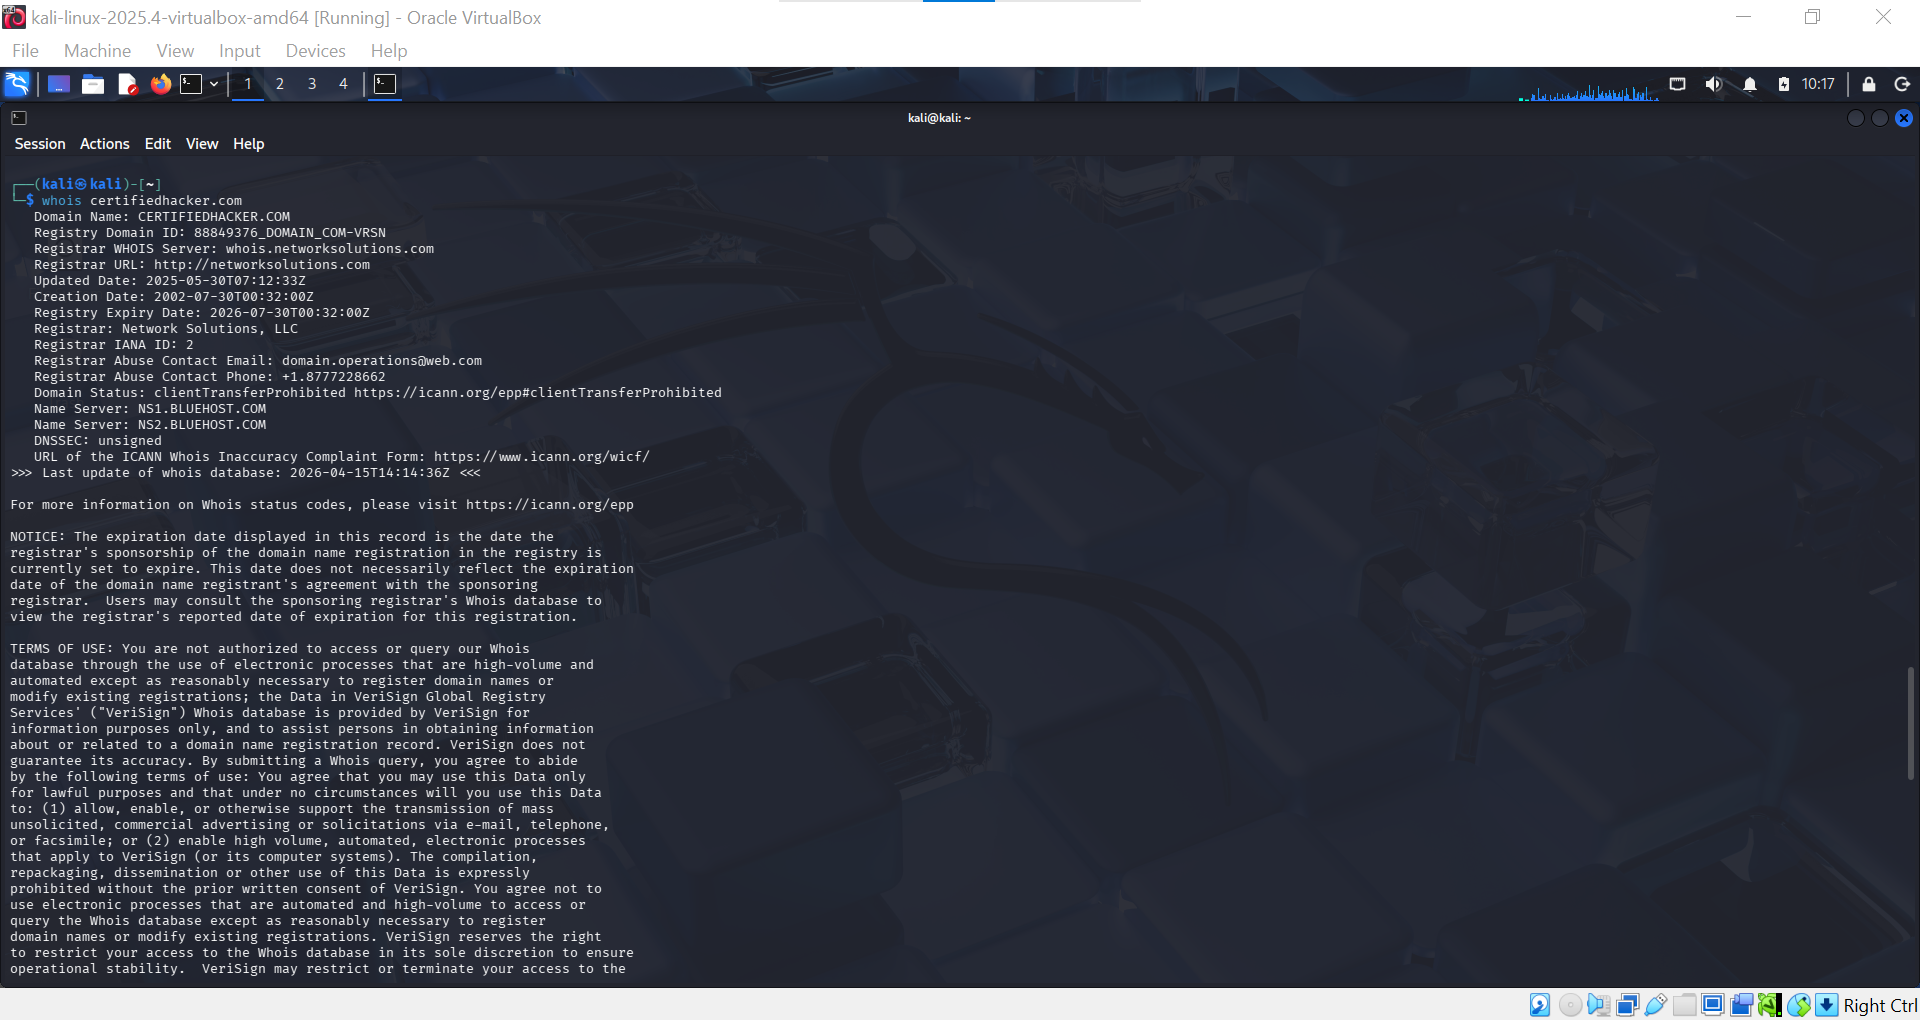 kali-linux-2025.4-virtualbox-amd64 [Running] - Oracle VirtualBox
File Machine View Input Devices Help
1 2 3 4
10:17
kali@kali: ~
Session Actions Edit View Help
┌──(kali㉿kali)-[~]
└─$ whois certifiedhacker.com
Domain Name: CERTIFIEDHACKER.COM
Registry Domain ID: 88849376_DOMAIN_COM-VRSN
Registrar WHOIS Server: whois.networksolutions.com
Registrar URL: http://networksolutions.com
Updated Date: 2025-05-30T07:12:33Z
Creation Date: 2002-07-30T00:32:00Z
Registry Expiry Date: 2026-07-30T00:32:00Z
Registrar: Network Solutions, LLC
Registrar IANA ID: 2
Registrar Abuse Contact Email: domain.operations@web.com
Registrar Abuse Contact Phone: +1.8777228662
Domain Status: clientTransferProhibited https://icann.org/epp#clientTransferProhibited
Name Server: NS1.BLUEHOST.COM
Name Server: NS2.BLUEHOST.COM
DNSSEC: unsigned
URL of the ICANN Whois Inaccuracy Complaint Form: https://www.icann.org/wicf/
>>> Last update of whois database: 2026-04-15T14:14:36Z <<<
For more information on Whois status codes, please visit https://icann.org/epp
NOTICE: The expiration date displayed in this record is the date the
registrar's sponsorship of the domain name registration in the registry is
currently set to expire. This date does not necessarily reflect the expiration
date of the domain name registrant's agreement with the sponsoring
registrar.  Users may consult the sponsoring registrar's Whois database to
view the registrar's reported date of expiration for this registration.
TERMS OF USE: You are not authorized to access or query our Whois
database through the use of electronic processes that are high-volume and
automated except as reasonably necessary to register domain names or
modify existing registrations; the Data in VeriSign Global Registry
Services' ("VeriSign") Whois database is provided by VeriSign for
information purposes only, and to assist persons in obtaining information
about or related to a domain name registration record. VeriSign does not
guarantee its accuracy. By submitting a Whois query, you agree to abide
by the following terms of use: You agree that you may use this Data only
for lawful purposes and that under no circumstances will you use this Data
to: (1) allow, enable, or otherwise support the transmission of mass
unsolicited, commercial advertising or solicitations via e-mail, telephone,
or facsimile; or (2) enable high volume, automated, electronic processes
that apply to VeriSign (or its computer systems). The compilation,
repackaging, dissemination or other use of this Data is expressly
prohibited without the prior written consent of VeriSign. You agree not to
use electronic processes that are automated and high-volume to access or
query the Whois database except as reasonably necessary to register
domain names or modify existing registrations. VeriSign reserves the right
to restrict your access to the Whois database in its sole discretion to ensure
operational stability.  VeriSign may restrict or terminate your access to the
Right Ctrl